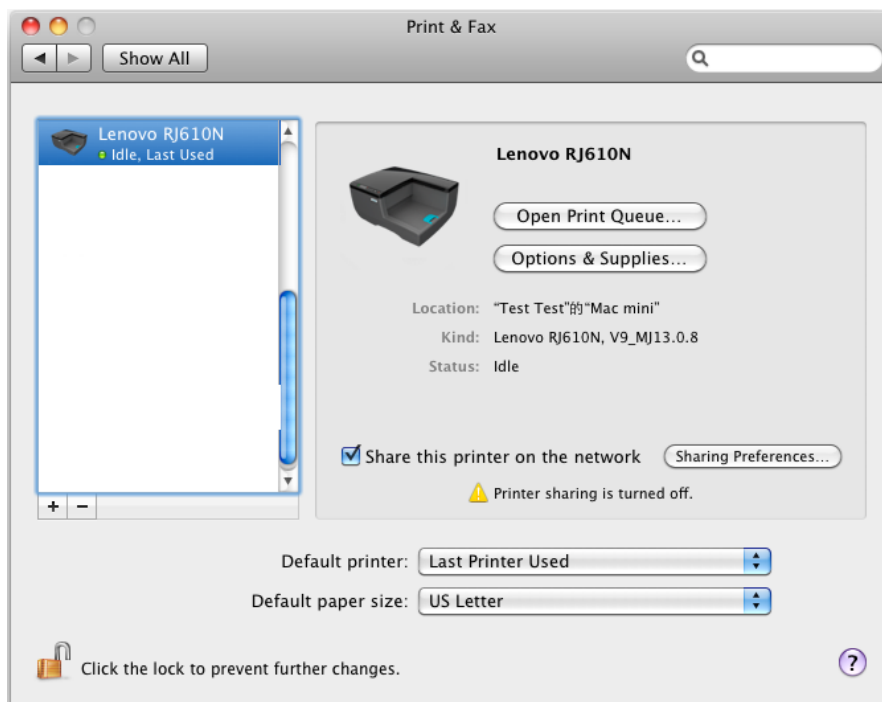 Print & Fax
Show All
Lenovo RJ610N
Idle, Last Used
Lenovo RJ610N
Open Print Queue...
Options & Supplies...
Location: “Test Test”的“Mac mini”
Kind: Lenovo RJ610N, V9_MJ13.0.8
Status: Idle
Share this printer on the network Sharing Preferences...
Printer sharing is turned off.
+ −
Default printer: Last Printer Used
Default paper size: US Letter
Click the lock to prevent further changes.
?